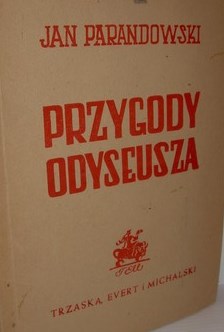 JAN PARANDOWSKI
PRZYGODY
ODYSEUSZA
TRZASKA, EVERT I MICHALSKI